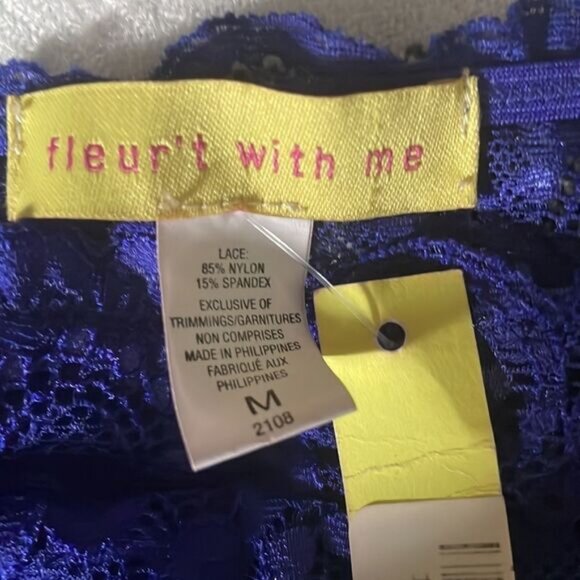 fleur't with me
LACE:
85% NYLON
15% SPANDEX
EXCLUSIVE OF
TRIMMINGS/GARNITURES
NON COMPRISES
MADE IN PHILIPPINES
FABRIQUÉ AUX
PHILIPPINES
M
2108